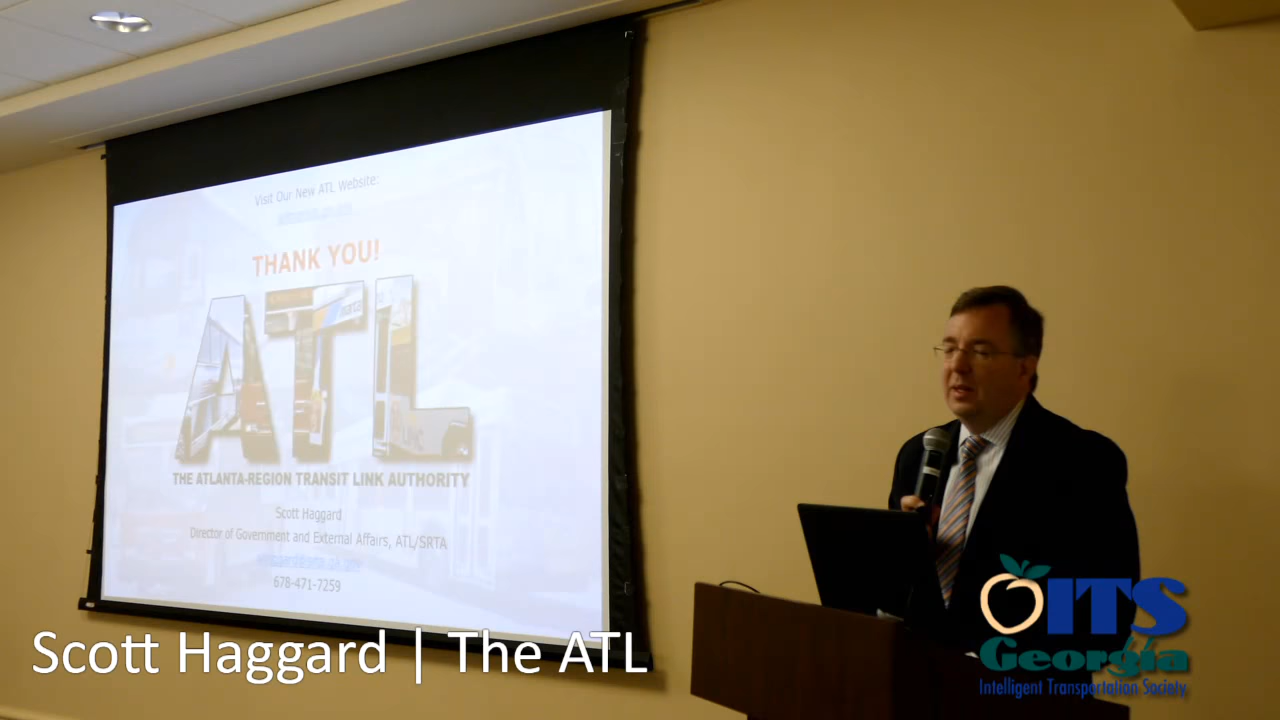 Visit Our New ATL Website:
THANK YOU!
ATL
THE ATLANTA-REGION TRANSIT LINK AUTHORITY
Scott Haggard
Director of Government and External Affairs, ATL/SRTA
678-471-7259
Scott Haggard | The ATL
ITS
Georgia
Intelligent Transportation Society